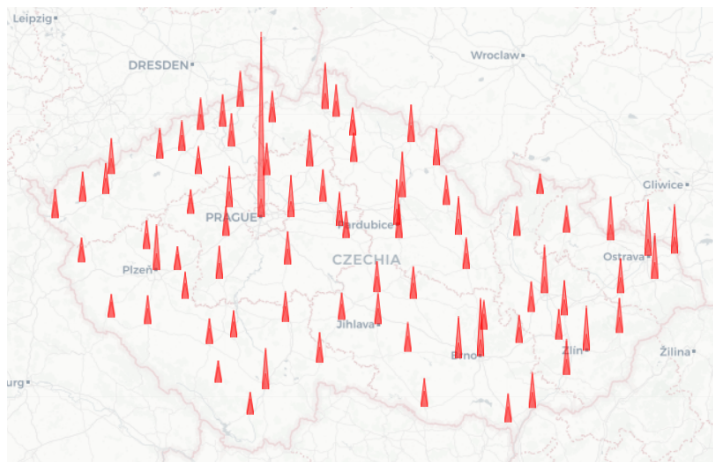 Leipzig
DRESDEN
Wroclaw
Gliwice
PRAGUE
Pardubice
CZECHIA
Ostrava
Plzeň
Jihlava
Brno
Zlín
Žilina
urg